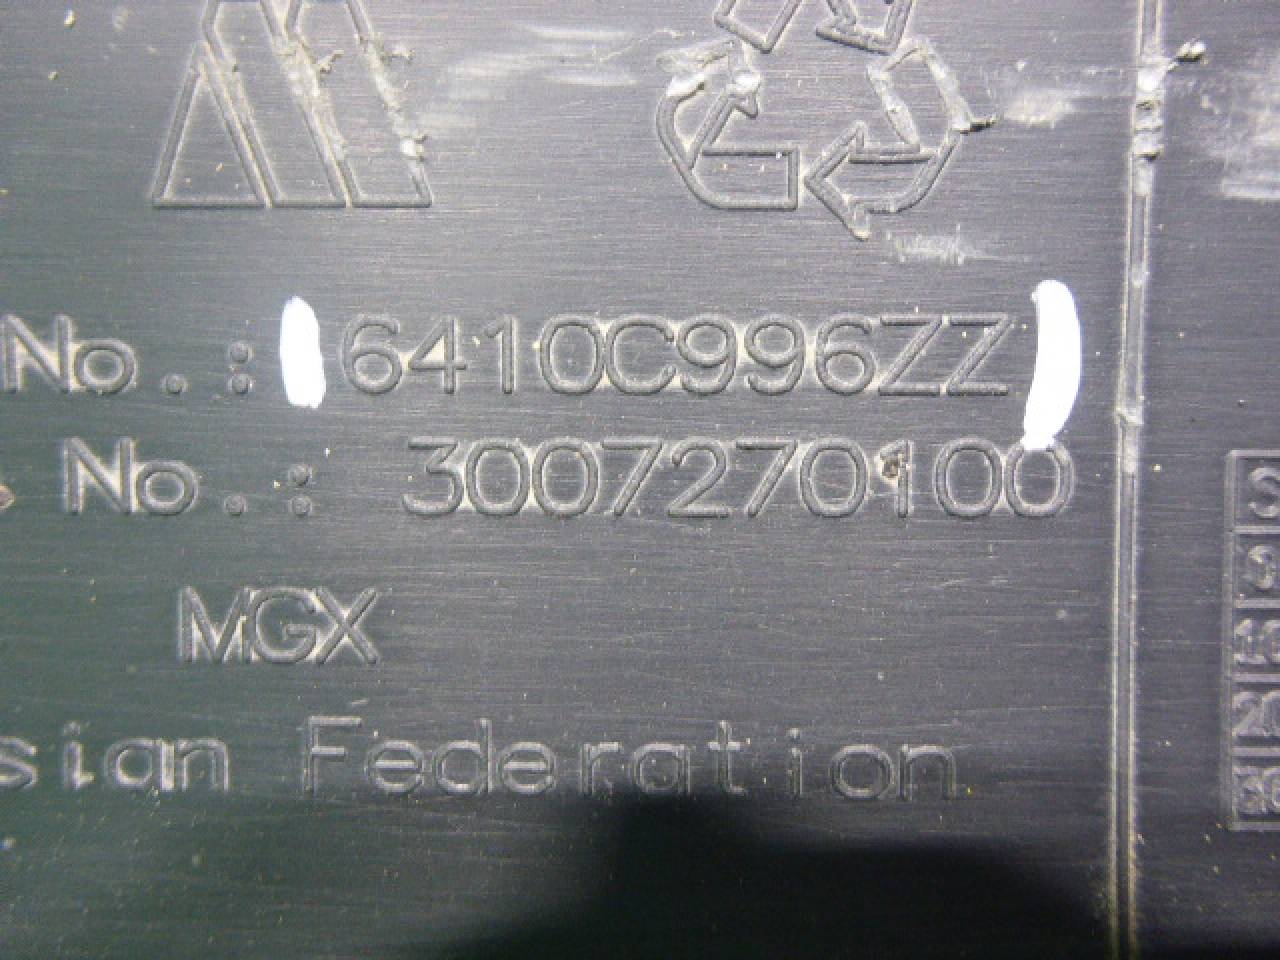 No.: 6410C996ZZ
No.: 3007270100
MGX
sian Federation